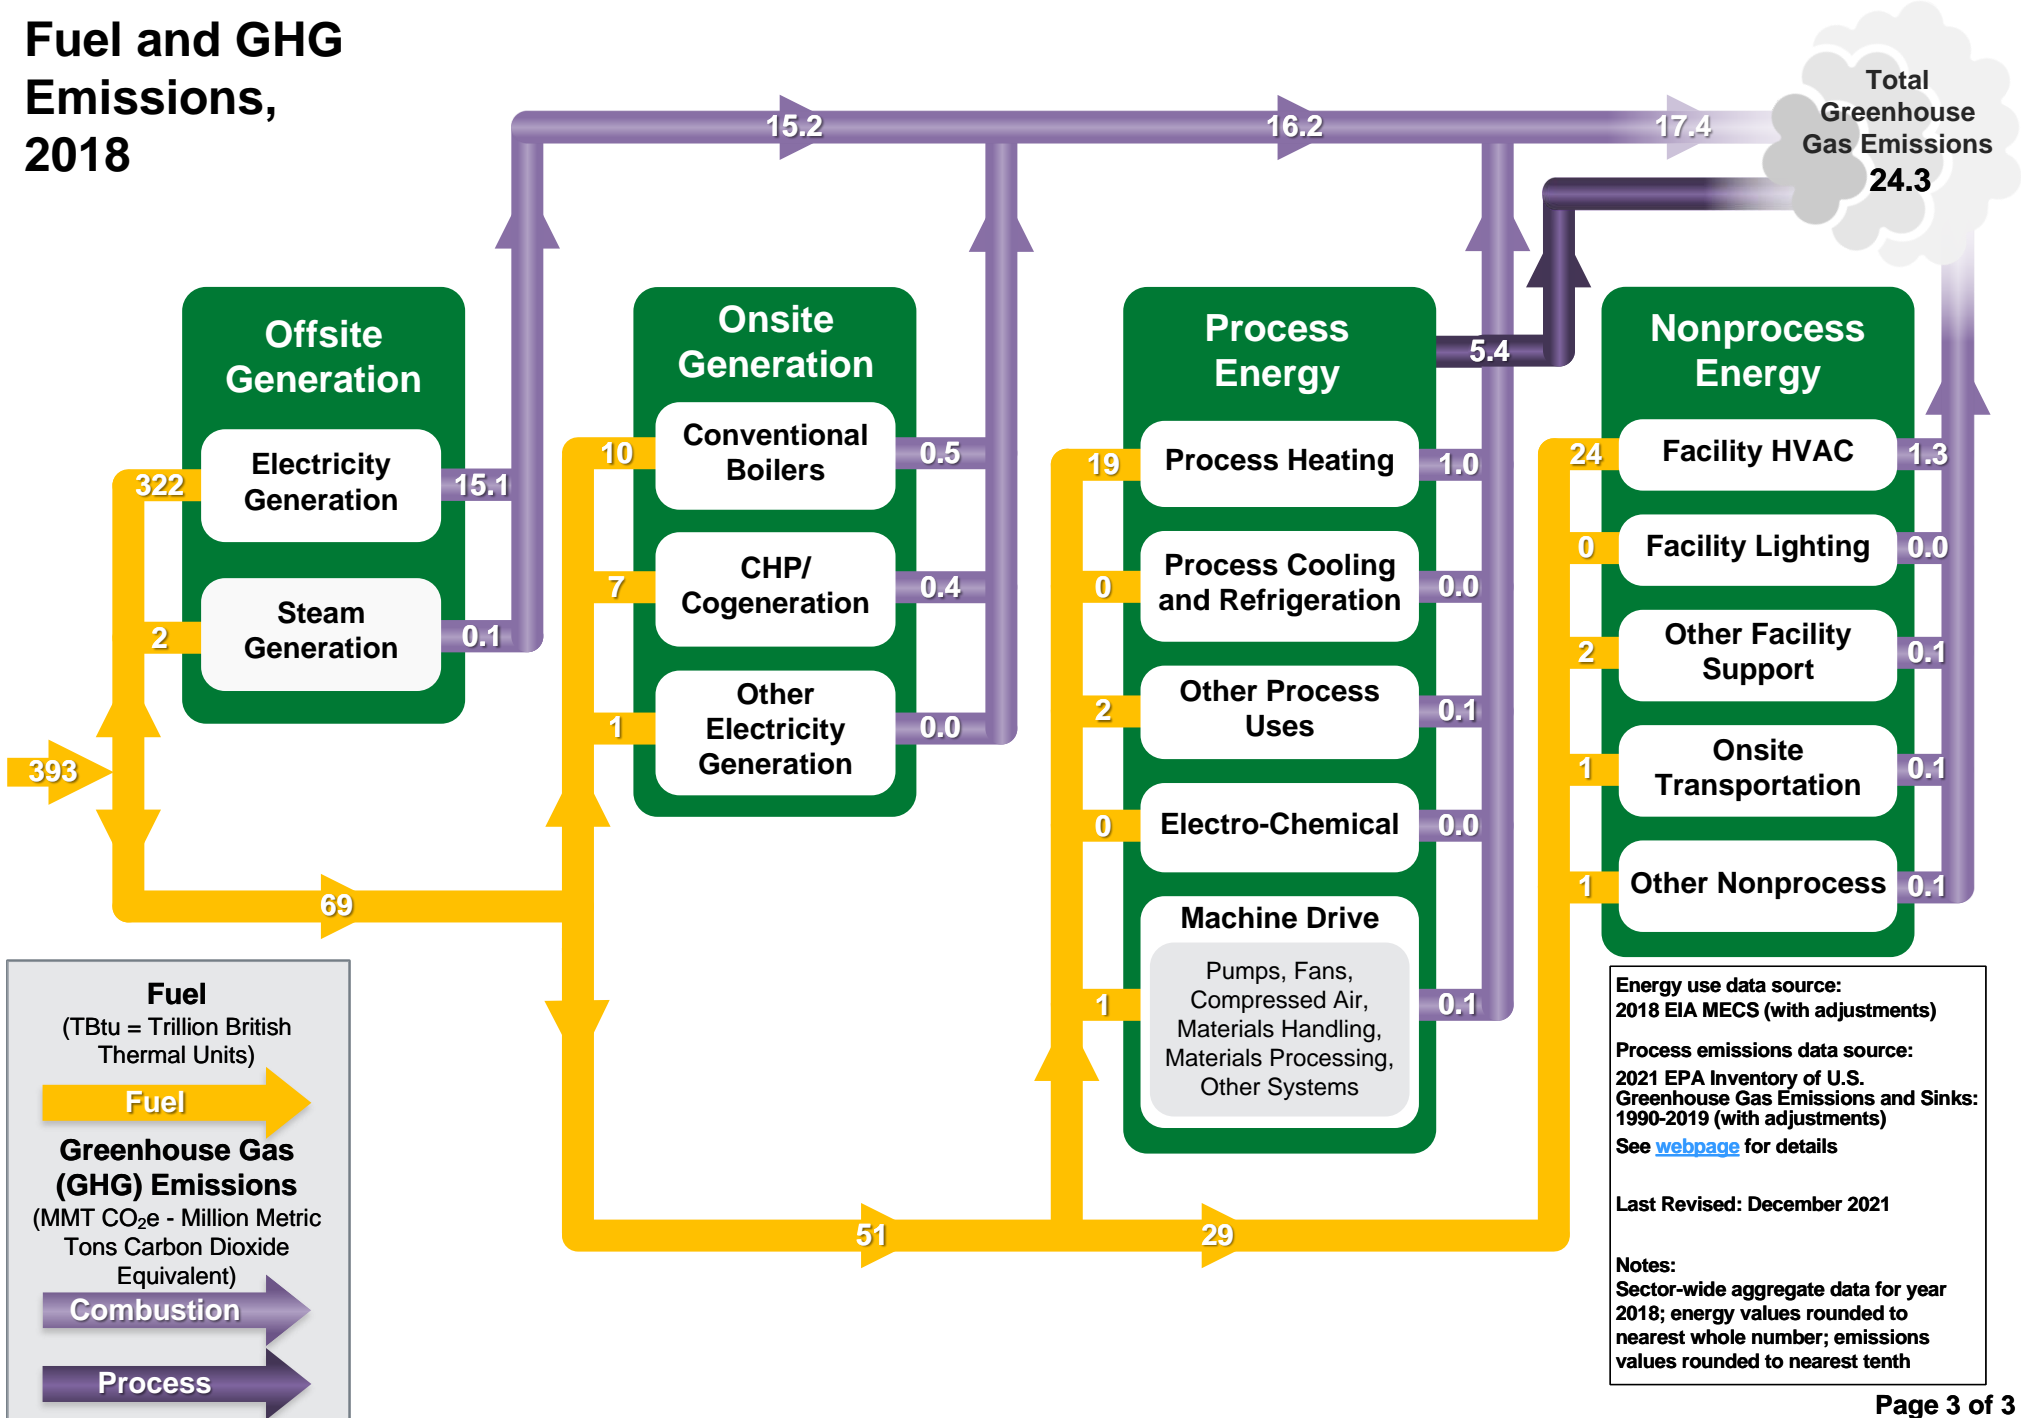 Fuel and GHG
Emissions,
2018
15.2
16.2
17.4
Total
Greenhouse
Gas Emissions
24.3
Offsite
Generation
322
Electricity
Generation
15.1
2
Steam
Generation
0.1
393
69
Onsite
Generation
10
Conventional
Boilers
0.5
7
CHP/
Cogeneration
0.4
1
Other
Electricity
Generation
0.0
Process
Energy
5.4
19
Process Heating
1.0
0
Process Cooling
and Refrigeration
0.0
2
Other Process
Uses
0.1
0
Electro-Chemical
0.0
1
Machine Drive
Pumps, Fans,
Compressed Air,
Materials Handling,
Materials Processing,
Other Systems
0.1
51
29
Nonprocess
Energy
24
Facility HVAC
1.3
0
Facility Lighting
0.0
2
Other Facility
Support
0.1
1
Onsite
Transportation
0.1
1
Other Nonprocess
0.1
Fuel
(TBtu = Trillion British
Thermal Units)
Fuel
Greenhouse Gas
(GHG) Emissions
(MMT CO₂e - Million Metric
Tons Carbon Dioxide
Equivalent)
Combustion
Process
Energy use data source:
2018 EIA MECS (with adjustments)
Process emissions data source:
2021 EPA Inventory of U.S.
Greenhouse Gas Emissions and Sinks:
1990-2019 (with adjustments)
See webpage for details
Last Revised: December 2021
Notes:
Sector-wide aggregate data for year
2018; energy values rounded to
nearest whole number; emissions
values rounded to nearest tenth
Page 3 of 3